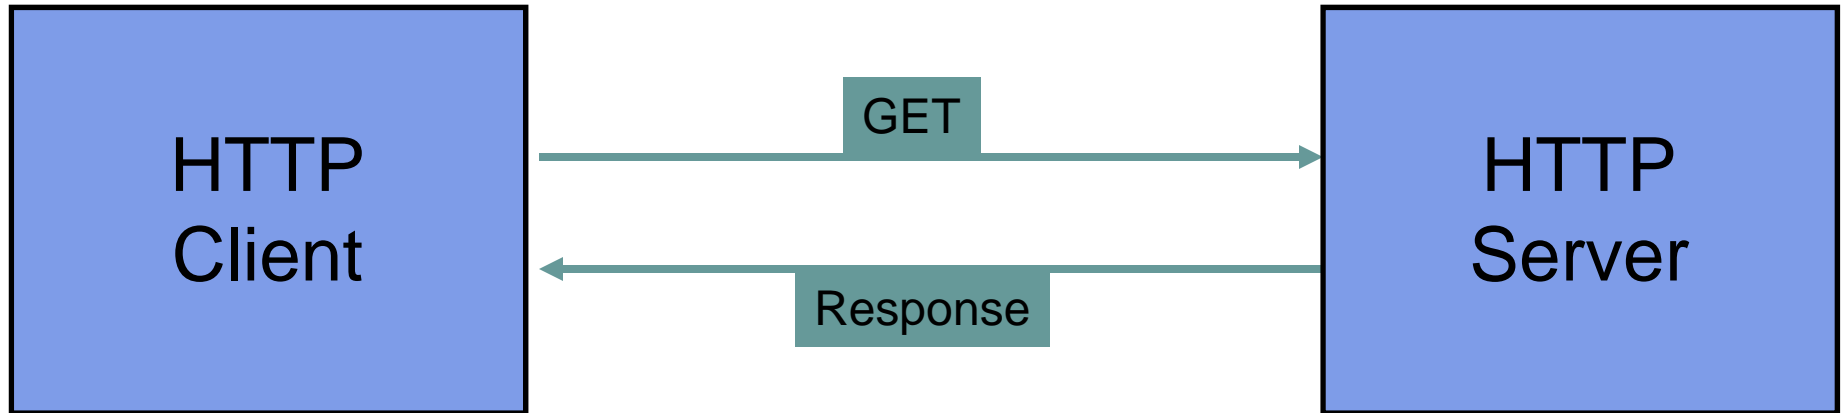 HTTP
Client
GET
Response
HTTP
Server